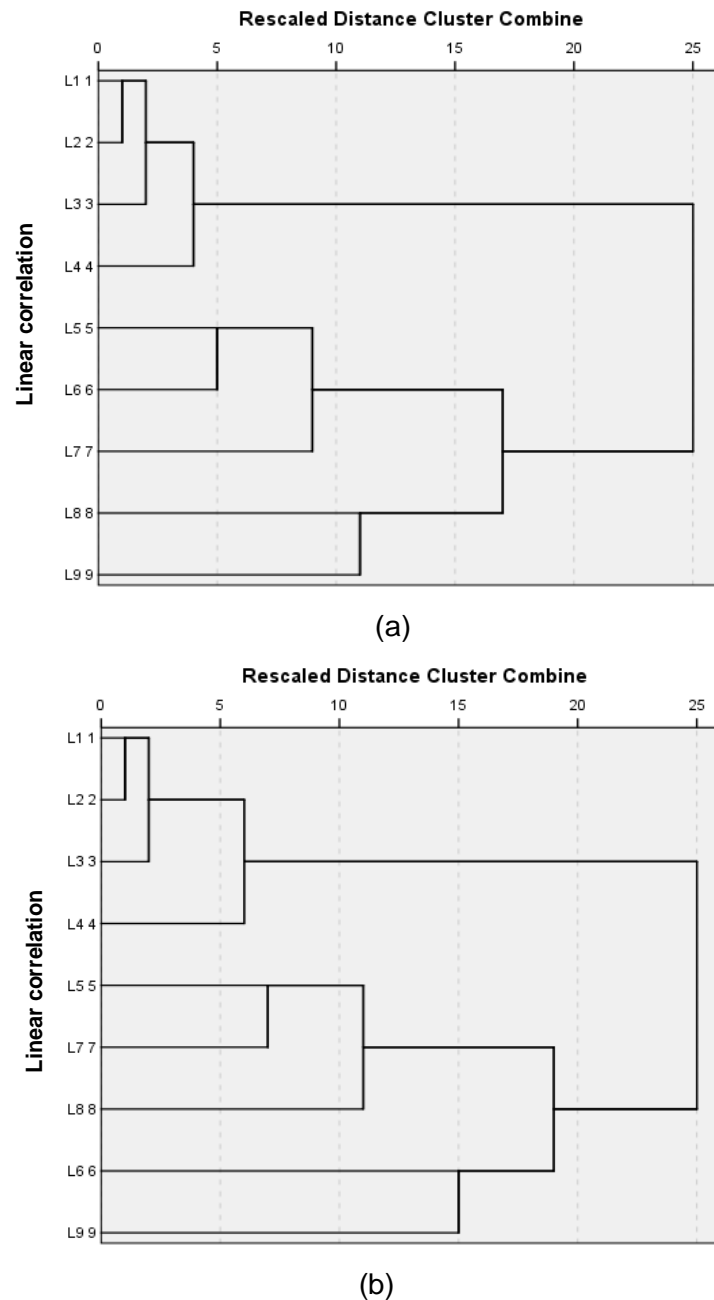 Rescaled Distance Cluster Combine
0 5 10 15 20 25
L1 1
L2 2
L3 3
L4 4
L5 5
L6 6
L7 7
L8 8
L9 9
Linear correlation
(a)
Rescaled Distance Cluster Combine
0 5 10 15 20 25
L1 1
L2 2
L3 3
L4 4
L5 5
L7 7
L8 8
L6 6
L9 9
Linear correlation
(b)